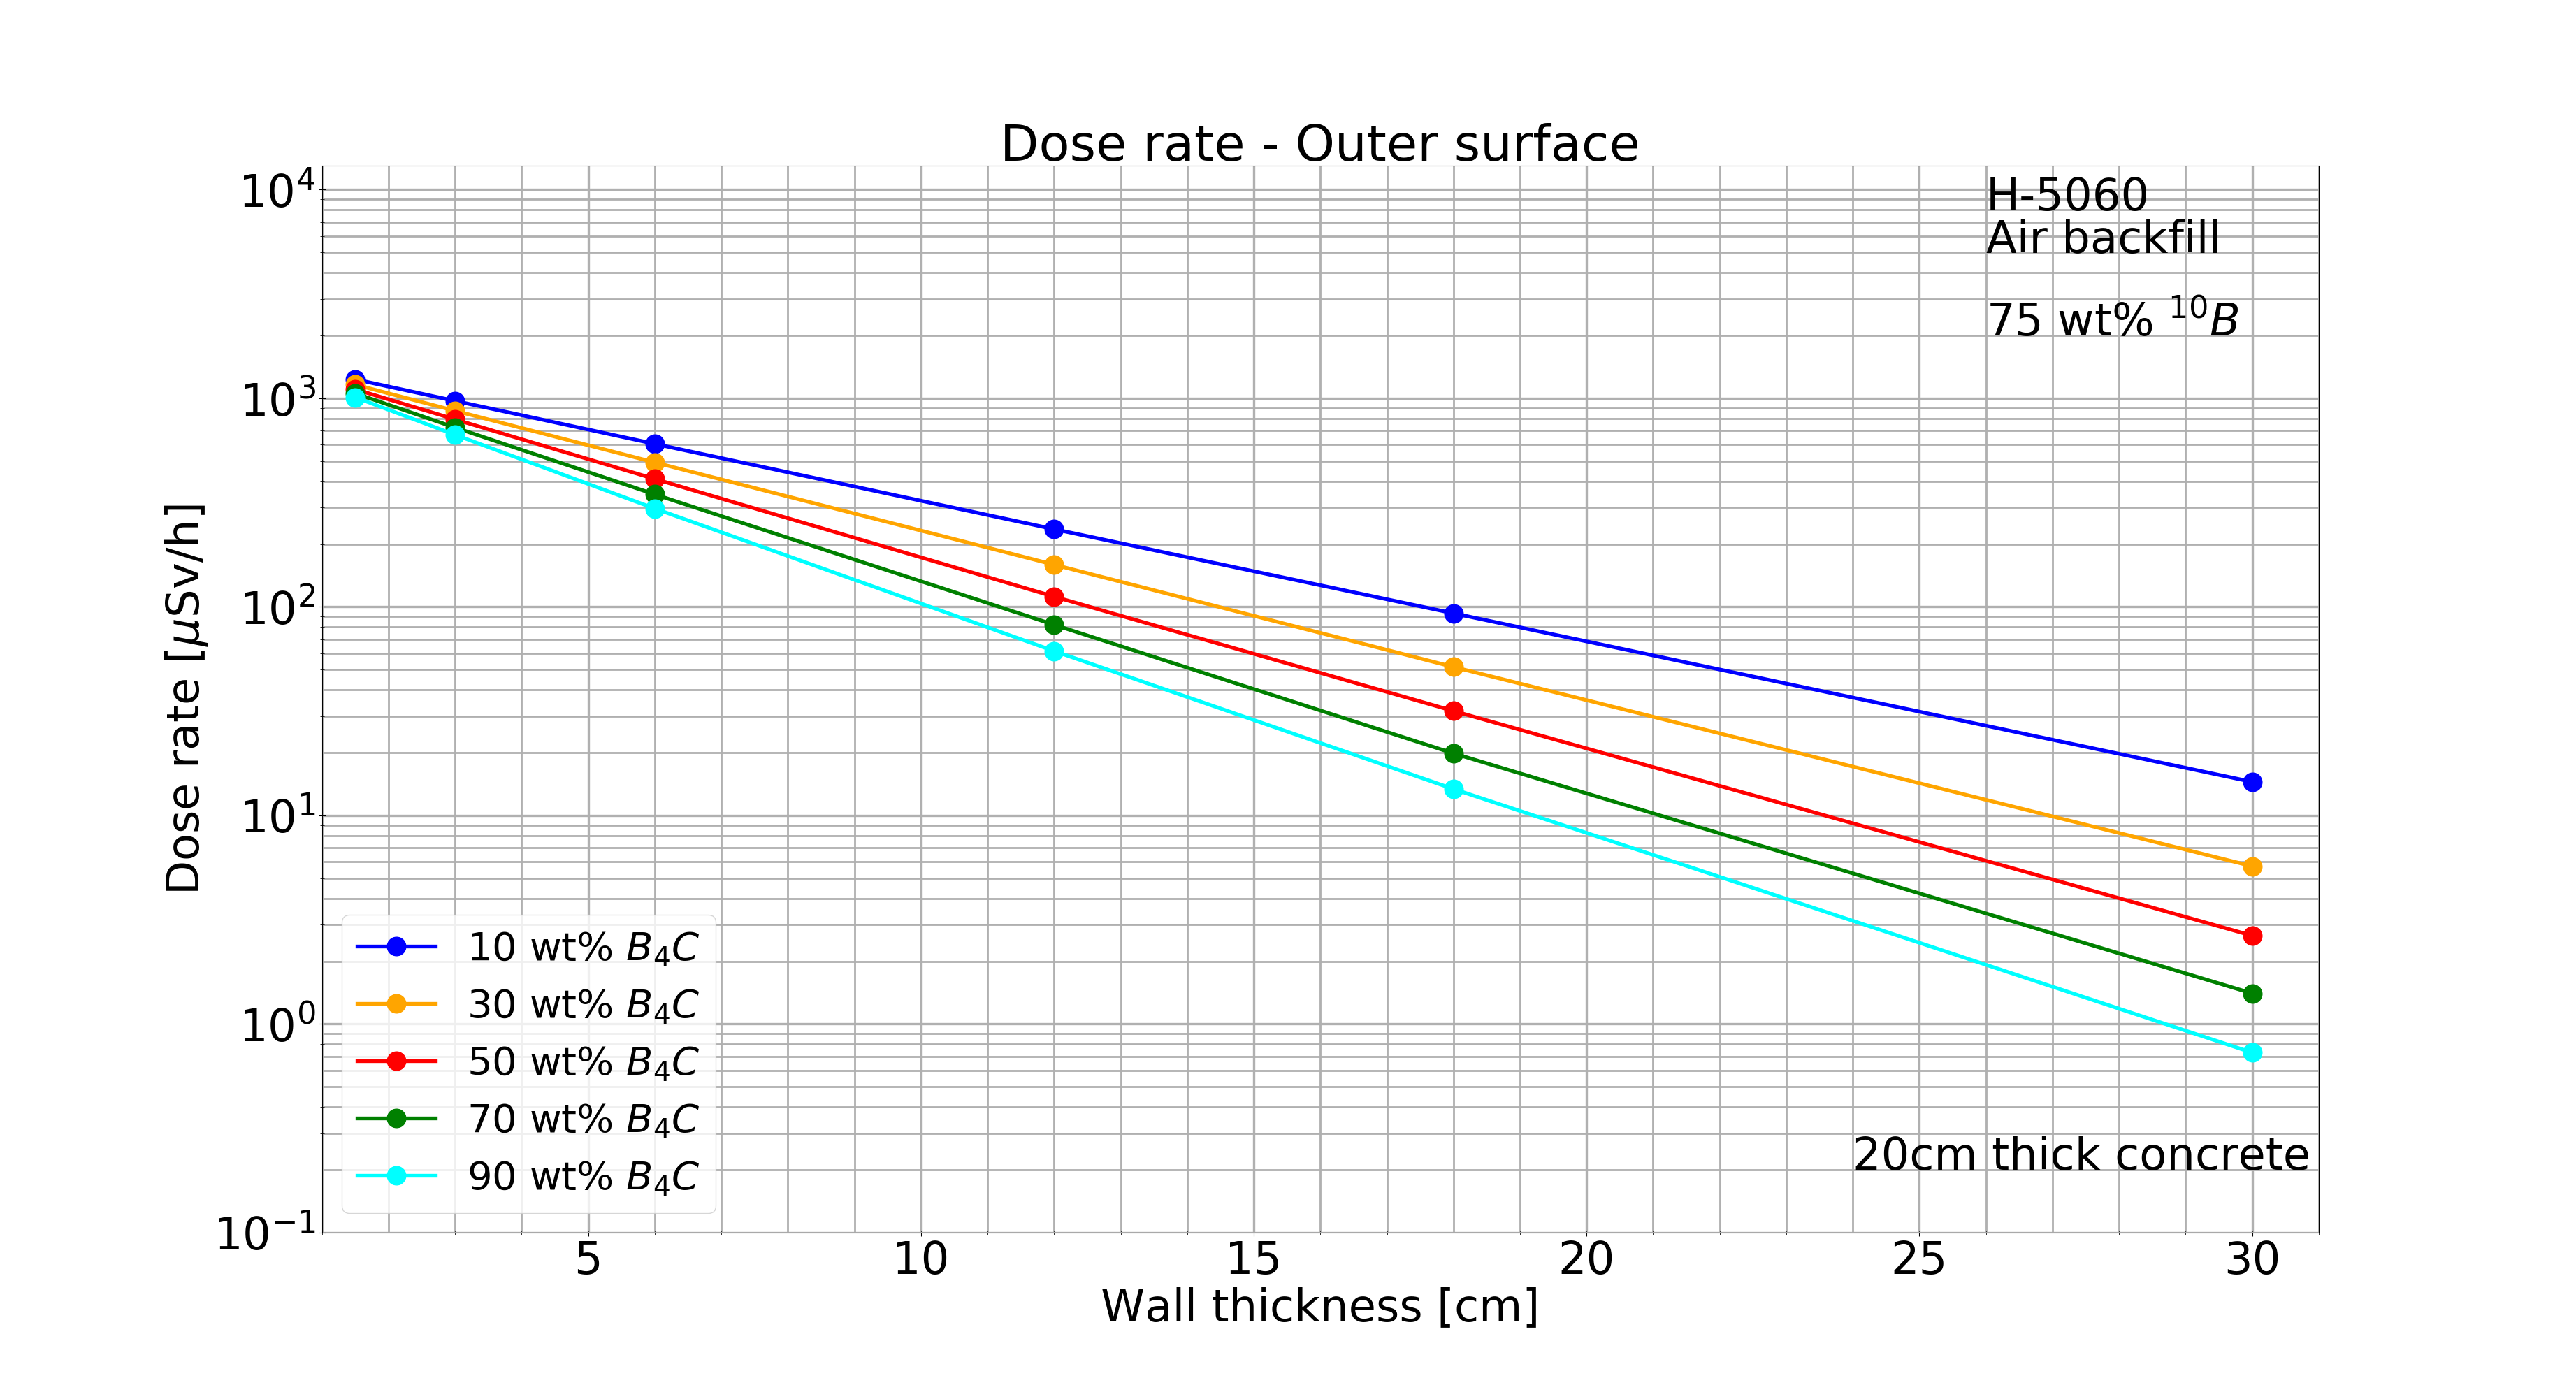 Dose rate - Outer surface
10⁴
10³
10²
10¹
10⁰
10⁻¹
Dose rate [μSv/h]
H-5060
Air backfill
75 wt% ¹⁰B
10 wt% B₄C
30 wt% B₄C
50 wt% B₄C
70 wt% B₄C
90 wt% B₄C
20cm thick concrete
5 10 15 20 25 30
Wall thickness [cm]